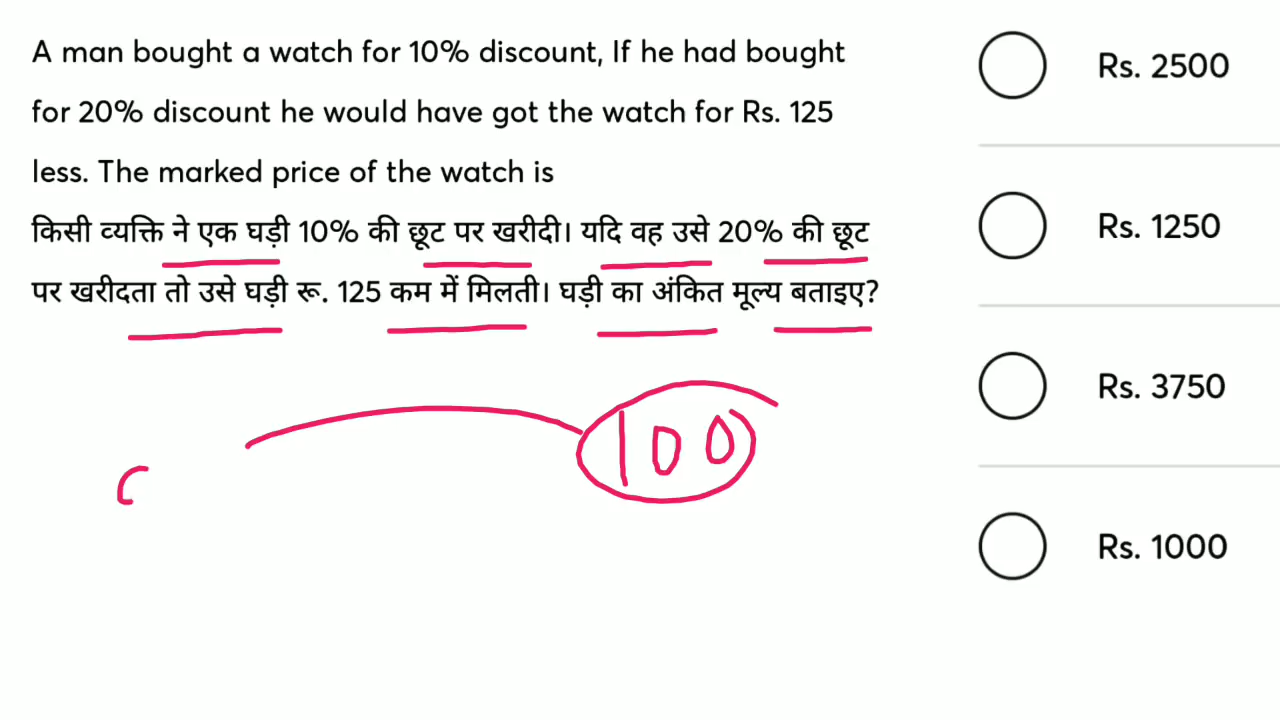 A man bought a watch for 10% discount, If he had bought
for 20% discount he would have got the watch for Rs. 125
less. The marked price of the watch is
किसी व्यक्ति ने एक घड़ी 10% की छूट पर खरीदी। यदि वह उसे 20% की छूट
पर खरीदता तो उसे घड़ी रू. 125 कम में मिलती। घड़ी का अंकित मूल्य बताइए?
100
Rs. 2500
Rs. 1250
Rs. 3750
Rs. 1000